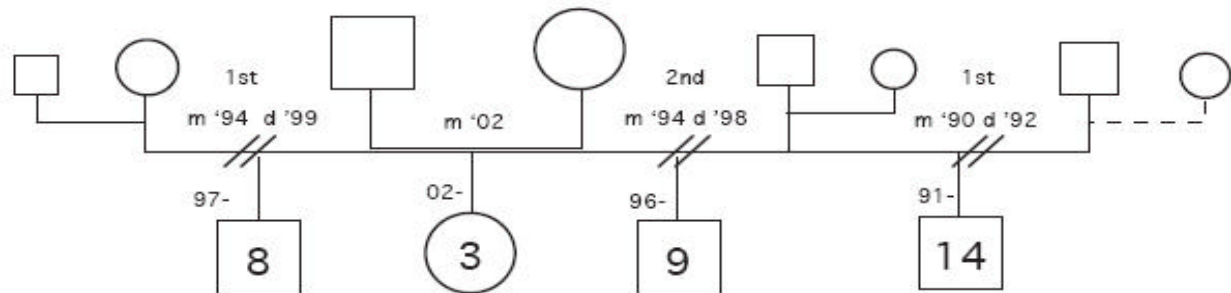 1st
2nd
1st
m ‘94 d ’99
m ‘02
m ‘94 d ’98
m ‘90 d ‘92
97-
02-
96-
91-
8
3
9
14